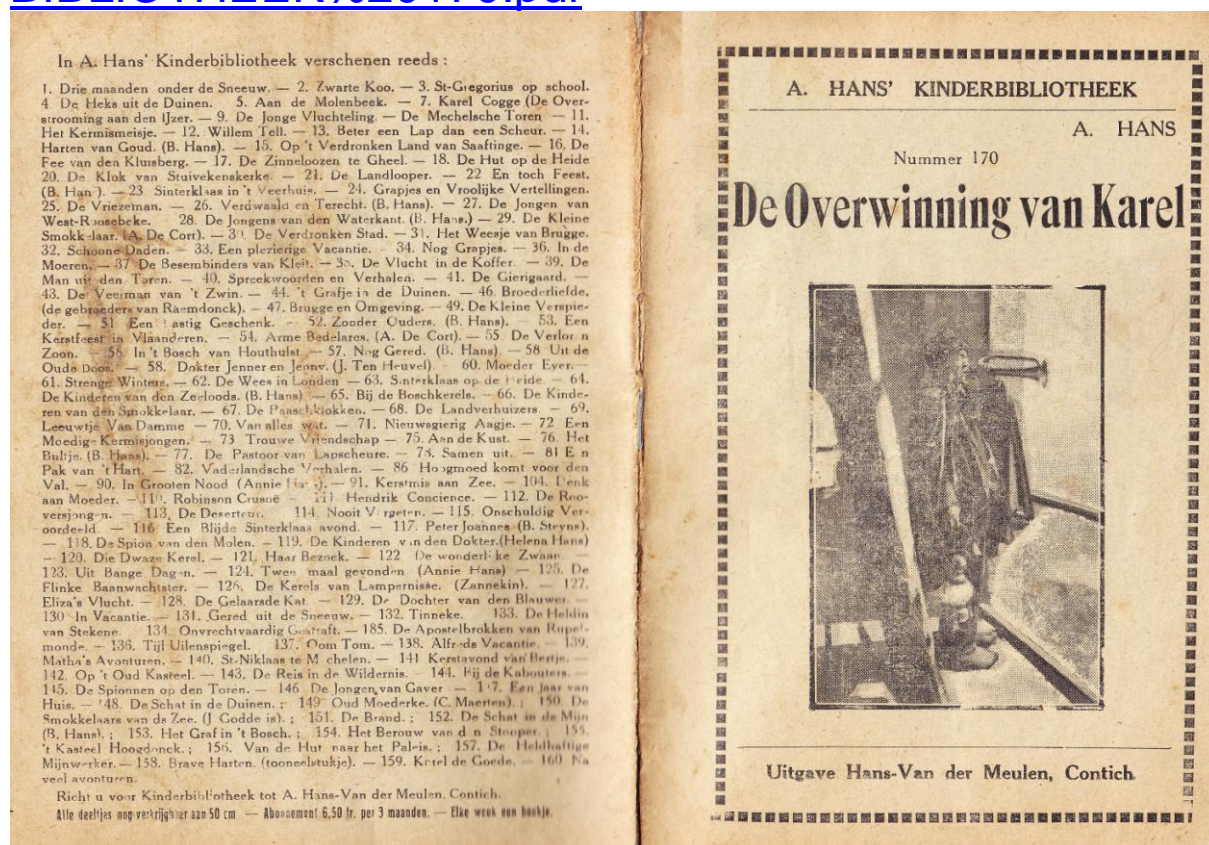 In A. Hans' Kinderbibliotheek verschenen reeds :
1. Drie maanden onder de Sneeuw. — 2. Zwarte Koo. — 3. St-Gregorius op school.
4 De Heks uit de Duinen. 5. Aan de Molenbeek. — 7. Karel Cogge (De Over-
strooming aan den IJzer. — 9. De Jonge Vluchteling. — De Mechelsche Toren — 11.
Het Kermismeisje. — 12. Willem Tell. — 13. Beter een Lap dan een Scheur. — 14.
Harten van Goud. (B. Hans). — 15. Op 't Verdronken Land van Saaftinge. — 16. De
Fee van den Kluisberg. — 17. De Zinneloozen te Gheel. — 18. De Hut op de Heide
20. De Klok van Stuivekenskerke. — 21. De Landlooper. — 22 En toch Feest.
(B. Han ). — 23 Sinterklaas in 't Veerhuis. — 24. Grapjes en Vroolijke Vertellingen.
25. De Vriezeman. — 26. Verdwaald en Terecht. (B. Hans). — 27. De Jongen van
West-Roosebeke. 28. De Jongens van den Waterkant. (B. Hans.) — 29. De Kleine
Smokkelaar. (A. De Cort). — 30. De Verdronken Stad. — 31. Het Weesje van Brugge.
32. Schoone Daden. - 33. Een plezierige Vacantie. - 34. Nog Grapjes. — 36. In de
Moeren. — 37 De Besembinders van Kleit. — 38. De Vlucht in de Koffer. — 39. De
Man uit den Toren. — 40. Spreekwoorden en Verhalen. — 41. De Gierigaard. —
43. De Veerman van 't Zwin. — 44. 't Grafje in de Duinen. — 46. Broederliefde.
(de gebroeders van Raemdonck). — 47. Brugge en Omgeving. — 49. De Kleine Verspie-
der. — 51 Een Lastig Geschenk. — 52. Zonder Ouders. (B. Hans). — 53. Een
Kerstfeest in Vlaanderen. — 54. Arme Bedelares. (A. De Cort). — 55 De Verlor n
Zoon. — 56. In 't Bosch van Houthulst. — 57. Nog Gered. (B. Hans). — 58 Uit de
Oude Doos. — 58. Dokter Jenner en Jenny. (J. Ten Heuvel) - 60. Moeder Eyer. —
61. Strenge Winters. — 62. De Wees in Londen — 63. Sinterklaas op de Heide. — 64.
De Kinderen van den Zeeloods. (B. Hans) — 65. Bij de Boschkerels. — 66. De Kinde-
ren van den Smokkelaar. — 67. De Paaschklokken. — 68. De Landverhuizers. — 69.
Leeuwtje Van Damme — 70. Van alles wat. — 71. Nieuwsgierig Aagje. — 72 Een
Moedige Kermisjongen. — 73 Trouwe Vriendschap — 75. Aan de Kust. — 76. Het
Bultje. (B. Hans). — 77. De Pastoor van Lapscheure. — 78. Samen uit. — 81 E n
Pak van 't Hart. — 82. Vaderlandsche Verhalen. — 86 Hoogmoed komt voor den
Val. — 90. In Grooten Nood (Annie Hans). — 91. Kerstmis aan Zee. — 104. Denk
aan Moeder. — 110. Robinson Crusoë — 111 Hendrik Concience. — 112. De Roo-
versjongen. — 113. De Deserteur. 114. Nooit Vergeten. — 115. Onschuldig Ver-
oordeeld. — 116 Een Blijde Sinterklaas avond. — 117. Peter Joannes (B. Steyns).
— 118. De Spion van den Molen. — 119. De Kinderen van den Dokter. (Helena Hans)
— 120. Die Dwaze Kerel. — 121. Haar Bezoek. — 122 De wonderlijke Zwaan. —
123. Uit Bange Dagen. — 124. Twee maal gevonden (Annie Hans) — 125. De
Flinke Baanwachtster. — 126. De Kerels van Lampernisse. (Zannekin). — 127.
Eliza's Vlucht. — 128. De Gelaarsde Kat. — 129. De Dochter van den Blauwer. —
130 In Vacantie. — 131. Gered uit de Sneeuw. — 132. Tinneke. 133. De Heldin
van Stekene. 134. Onvrechtvaardig Gestraft. — 185. De Apostelbrokken van Rupel-
monde. — 136. Tijl Uilenspiegel. 137. Oom Tom. — 138. Alfreds Vacantie. — 139.
Matha's Avonturen. — 140. St-Niklaas te M chelen. — 141 Kerstavond van Bertje. —
142. Op 't Oud Kasteel. — 143. De Reis in de Wildernis. 144. Bij de Kabouters. —
145. De Spionnen op den Toren. — 146 De Jongen van Gaver — 147. Een Jaar van
Huis. — 148. De Schat in de Duinen. ; 149 Oud Moederke. (C. Maerten). ; 150. De
Smokkelaars van ds Zee. (J Godde is). ; 151. De Brand. ; 152. De Schat in de Mijn
(B. Hans). ; 153. Het Graf in 't Bosch. ; 154. Het Berouw van d n Strooper. ; 155.
't Kasteel Hoogdonck. ; 156. Van de Hut naar het Paleis. ; 157. De Heldhaftige
Mijnwerker. — 158. Brave Harten. (tooneelstukje). — 159. Karel de Goede. — 160 Na
veel avonturen.
Richt u voor Kinderbibliotheek tot A. Hans-Van der Meulen, Contich.
Alle deeltjes nog verkrijgbaar aan 50 cm — Abonnement 6,50 fr. per 3 maanden. — Elke week een boekje.
A. HANS' KINDERBIBLIOTHEEK
A. HANS
Nummer 170
De Overwinning van Karel
Uitgave Hans-Van der Meulen, Contich